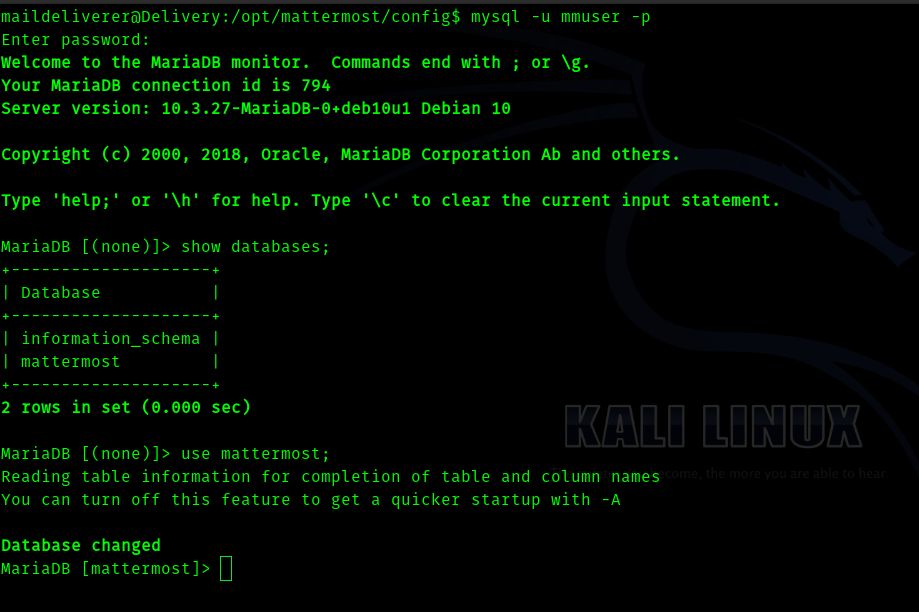 maildeliverer@Delivery:/opt/mattermost/config$ mysql -u mmuser -p
Enter password:
Welcome to the MariaDB monitor.  Commands end with ; or \g.
Your MariaDB connection id is 794
Server version: 10.3.27-MariaDB-0+deb10u1 Debian 10
Copyright (c) 2000, 2018, Oracle, MariaDB Corporation Ab and others.
Type 'help;' or '\h' for help. Type '\c' to clear the current input statement.
MariaDB [(none)]> show databases;
+--------------------+
| Database           |
+--------------------+
| information_schema |
| mattermost         |
+--------------------+
2 rows in set (0.000 sec)
KALI LINUX
MariaDB [(none)]> use mattermost;
Reading table information for completion of table and column names
the more you are able to hear
You can turn off this feature to get a quicker startup with -A
Database changed
MariaDB [mattermost]>